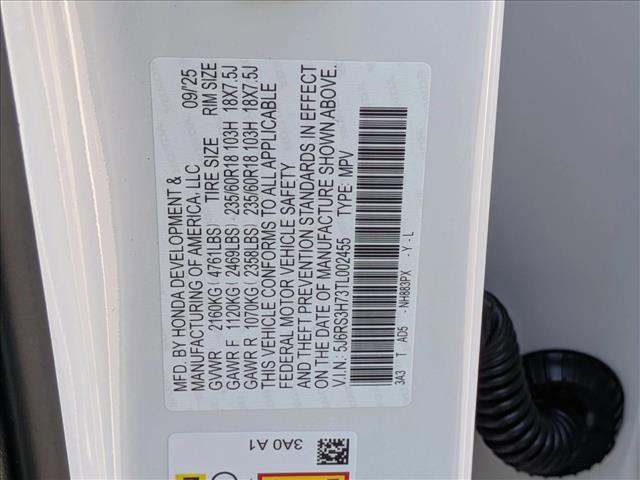 MFD. BY HONDA DEVELOPMENT & 09/25
MANUFACTURING OF AMERICA, LLC
GVWR 2160KG (4761LBS) TIRE SIZE RIM SIZE
GAWR F 1120KG (2469LBS) 235/60R18 103H 18X7.5J
GAWR R 1070KG (2358LBS) 235/60R18 103H 18X7.5J
THIS VEHICLE CONFORMS TO ALL APPLICABLE
FEDERAL MOTOR VEHICLE SAFETY
AND THEFT PREVENTION STANDARDS IN EFFECT
ON THE DATE OF MANUFACTURE SHOWN ABOVE.
V.I.N.: 5J6RS3H73TL002455 TYPE: MPV
3A3 T AD5 - NH883PX - Y - L
3A0 A1